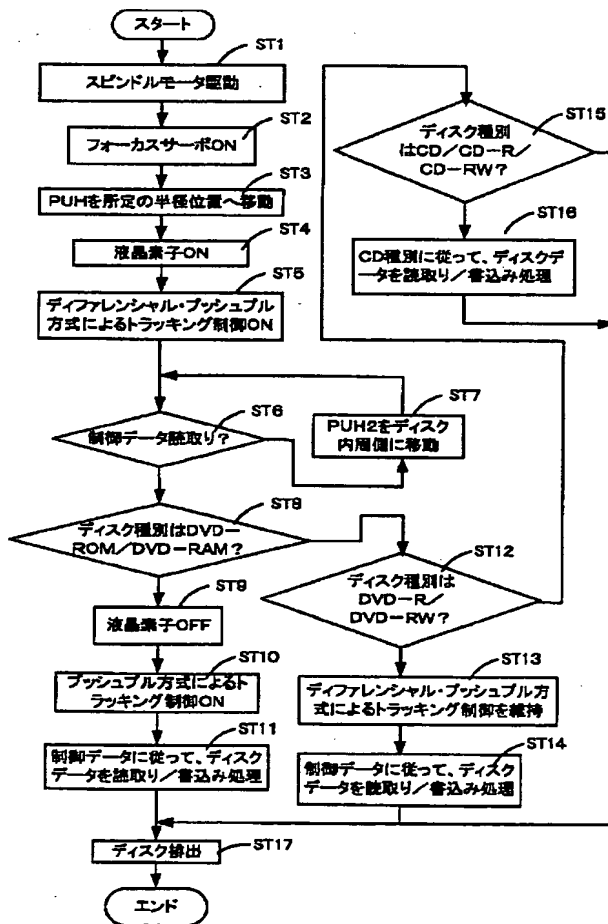 スタート
ST1
スピンドルモータ駆動
ST2
フォーカスサーボON
ST3
PUHを所定の半径位置へ移動
ST4
液晶素子ON
ST5
ディファレンシャル・プッシュプル
方式によるトラッキング制御ON
ST6
制御データ読取り?
ST7
PUH2をディスク
内周側に移動
ST8
ディスク種別はDVD-
ROM/DVD-RAM?
ST9
液晶素子OFF
ST10
プッシュプル方式によるト
ラッキング制御ON
ST11
制御データに従って、ディスク
データを読取り/書込み処理
ST12
ディスク種別は
DVD-R/
DVD-RW?
ST13
ディファレンシャル・プッシュプル方
式によるトラッキング制御を維持
ST14
制御データに従って、ディスク
データを読取り/書込み処理
ST15
ディスク種別
はCD/CD-R/
CD-RW?
ST16
CD種別に従って、ディスクデ
ータを読取り/書込み処理
ST17
ディスク排出
エンド